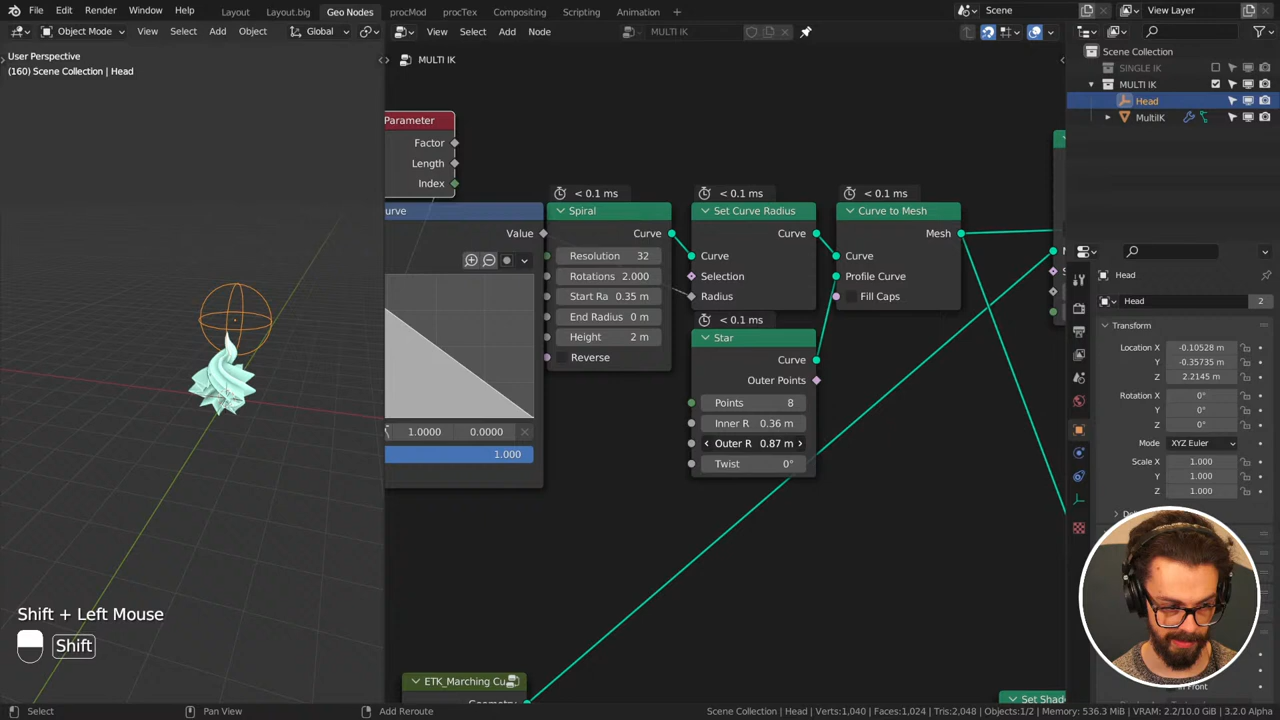 File Edit Render Window Help Layout Layout.big Geo Nodes procMod procTex Compositing Scripting Animation + Scene View Layer
Object Mode View Select Add Object Global View Select Add Node MULTI IK
User Perspective
(160) Scene Collection | Head
MULTI IK
Scene Collection
SINGLE IK
MULTI IK
Head
MultiIK
Parameter
Factor
Length
Index
urve
Value
1.0000 0.0000
1.000
< 0.1 ms
Spiral
Curve
Resolution 32
Rotations 2.000
Start Ra 0.35 m
End Radius 0 m
Height 2 m
Reverse
< 0.1 ms
Set Curve Radius
Curve
Curve
Selection
Radius
< 0.1 ms
Star
Curve
Outer Points
Points 8
Inner R 0.36 m
Outer R 0.87 m
Twist 0°
< 0.1 ms
Curve to Mesh
Mesh
Curve
Profile Curve
Fill Caps
ETK_Marching Cu
Geometry
Set Shad
Head
Head 2
Transform
Location X -0.10528 m
Y -0.35735 m
Z 2.2145 m
Rotation X 0°
Y 0°
Z 0°
Mode XYZ Euler
Scale X 1.000
Y 1.000
Z 1.000
In Front
Shift + Left Mouse
Shift
Select Pan View Add Reroute Scene Collection | Head | Verts:1,040 | Faces:1,024 | Tris:2,048 | Objects:1/2 | Memory: 536.3 MiB | VRAM: 2.2/10.0 GiB | 3.2.0 Alpha